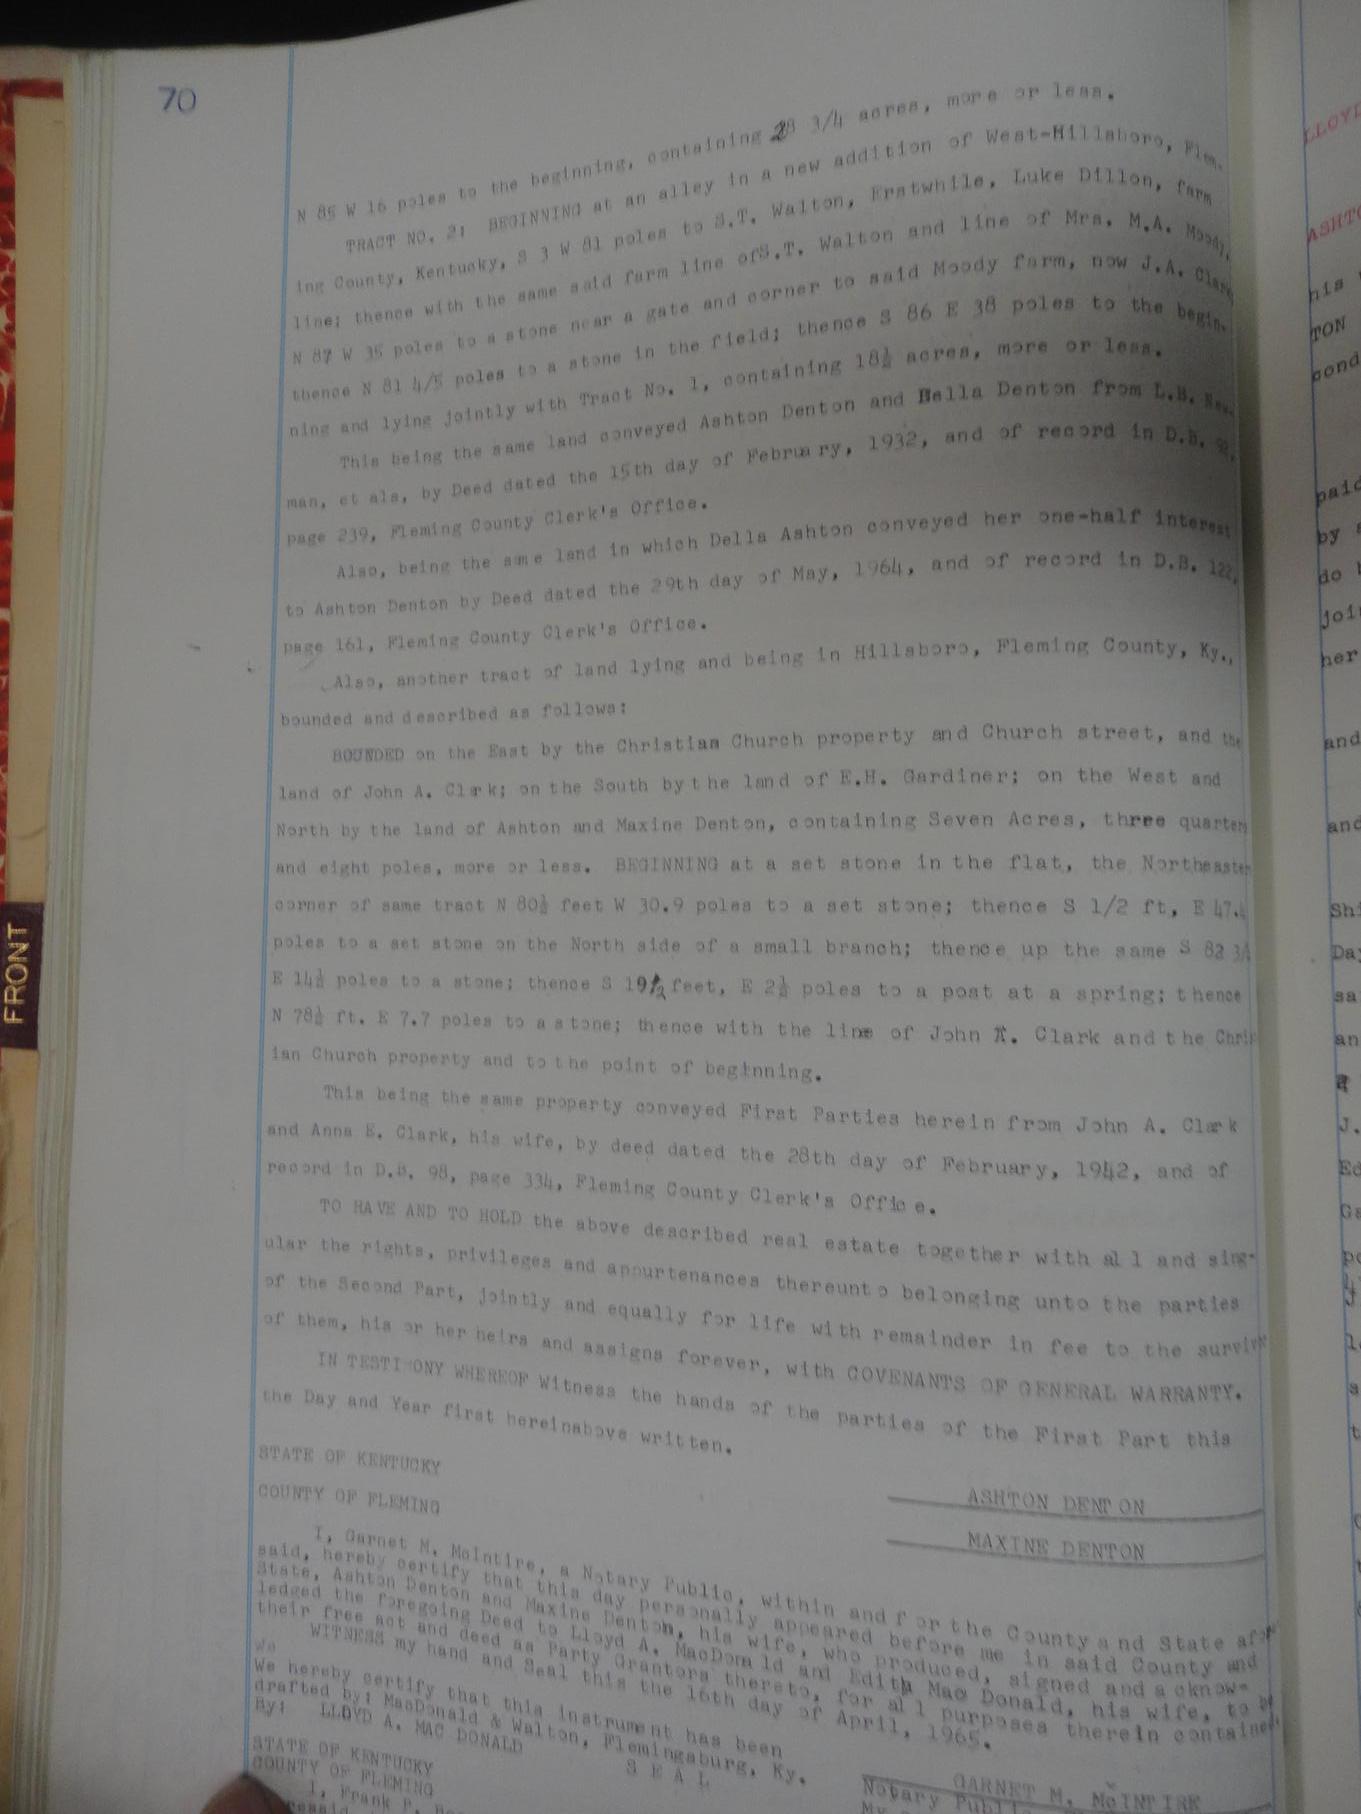 70
N 85 W 16 poles to the beginning, containing 28 3/4 acres, more or less.
TRACT NO. 2: BEGINNING at an alley in a new addition of West-Hillsboro, Flem-
ing County, Kentucky, S 3 W 81 poles to S.T. Walton, Erstwhile, Luke Dillon, farm
line; thence with the same said farm line ofS.T. Walton and line of Mrs. M.A. Moody,
N 87 W 35 poles to a stone near a gate and corner to said Moody farm, now J.A. Clark
thence N 81 4/5 poles to a stone in the field; thence S 86 E 38 poles to the begin-
ning and lying jointly with Tract No. 1, containing 18½ acres, more or less.
This being the same land conveyed Ashton Denton and Della Denton from L.B. New-
man, et als, by Deed dated the 15th day of February, 1932, and of record in D.B. 92,
page 239, Fleming County Clerk's Office.
Also, being the same land in which Della Ashton conveyed her one-half interest
to Ashton Denton by Deed dated the 29th day of May, 1964, and of record in D.B. 122,
page 161, Fleming County Clerk's Office.
Also, another tract of land lying and being in Hillsboro, Fleming County, Ky.,
bounded and described as follows:
BOUNDED on the East by the Christian Church property and Church street, and the
land of John A. Clark; on the South by the land of E.H. Gardiner; on the West and
North by the land of Ashton and Maxine Denton, containing Seven Acres, three quarters
and eight poles, more or less. BEGINNING at a set stone in the flat, the Northeaster
corner of same tract N 80½ feet W 30.9 poles to a set stone; thence S 1/2 ft, E 47.
poles to a set stone on the North side of a small branch; thence up the same S 82 3/4
E 14½ poles to a stone; thence S 19½ feet, E 2½ poles to a post at a spring; thence
N 78½ ft. E 7.7 poles to a stone; thence with the line of John A. Clark and the Chris
ian Church property and to the point of beginning.
This being the same property conveyed First Parties herein from John A. Clark
and Anna E. Clark, his wife, by deed dated the 28th day of February, 1942, and of
record in D.B. 98, page 334, Fleming County Clerk's Office.
TO HAVE AND TO HOLD the above described real estate together with all and sing-
ular the rights, privileges and appurtenances thereunto belonging unto the parties
of the Second Part, jointly and equally for life with remainder in fee to the surviv
of them, his or her heirs and assigns forever, with COVENANTS OF GENERAL WARRANTY.
IN TESTIMONY WHEREOF Witness the hands of the parties of the First Part this
the Day and Year first hereinabove written.
STATE OF KENTUCKY
COUNTY OF FLEMING
ASHTON DENTON
MAXINE DENTON
I, Garnet M. McIntire, a Notary Public, within and for the County and State afor
said, hereby certify that this day personally appeared before me in said County and
State, Ashton Denton and Maxine Denton, his wife, who produced, signed and acknow-
ledged the foregoing Deed to Lloyd A. MacDonald and Edith Mac Donald, his wife, to be
their free act and deed as Party Grantors thereto, for all purposes therein contained.
WITNESS my hand and Seal this the 16th day of April, 1965.
We
We hereby certify that this instrument has been
drafted by: MacDonald & Walton, Flemingsburg, Ky.
By: LLOYD A. MAC DONALD
S E A L
GARNET M. McINTIRE
Notary Public
STATE OF KENTUCKY
COUNTY OF FLEMING
I, Frank P.
FRONT
LLOYD
ASHTO
his
TON
cond
paid
by
do
join
her
and
and